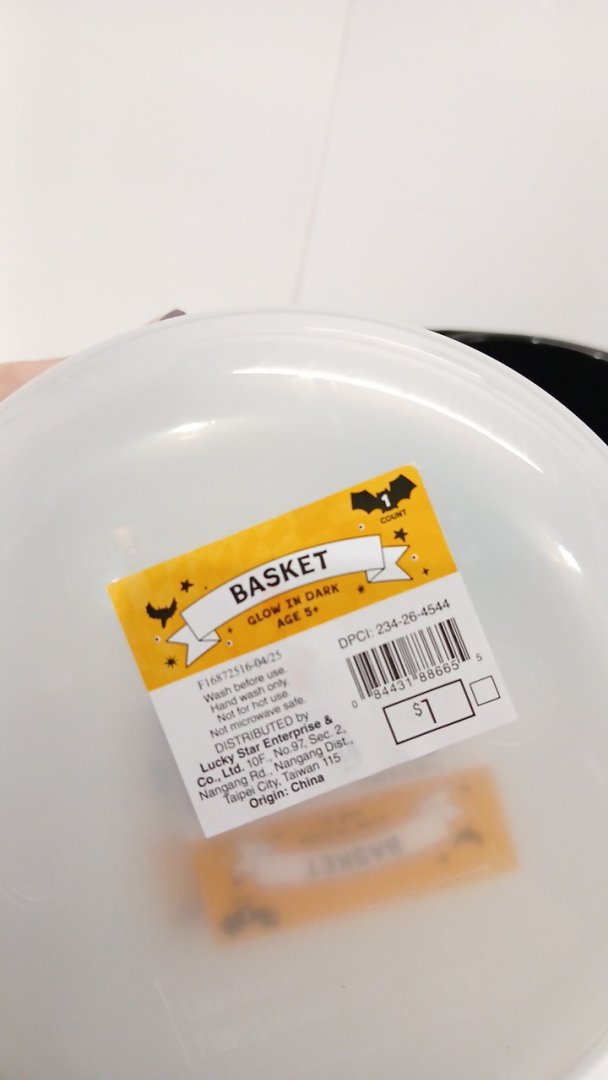 1
COUNT
BASKET
GLOW IN DARK
AGE 5+
F16872516-04/25
Wash before use.
Hand wash only.
Not for hot use.
Not microwave safe.
DISTRIBUTED by
Lucky Star Enterprise &
Co., Ltd. 10F., No.97, Sec. 2,
Nangang Rd., Nangang Dist.,
Taipei City, Taiwan 115
Origin: China
DPCI: 234-26-4544
0 84431 88665 5
$1
BASKET